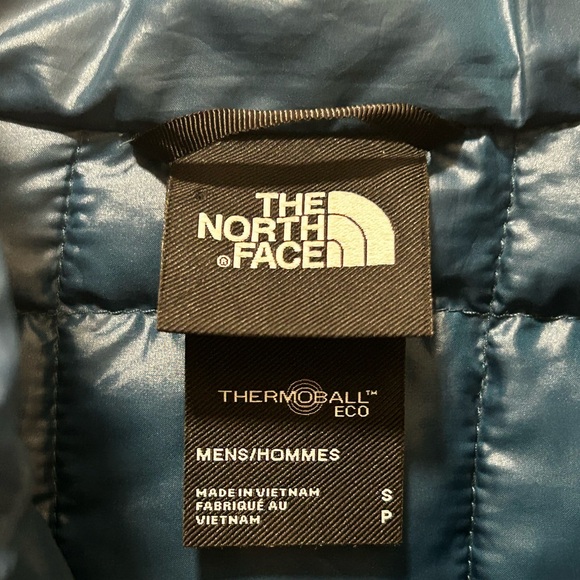 THE
NORTH
® FACE
THERMOBALL™
ECO
MENS/HOMMES
MADE IN VIETNAM S
FABRIQUÉ AU
VIETNAM P